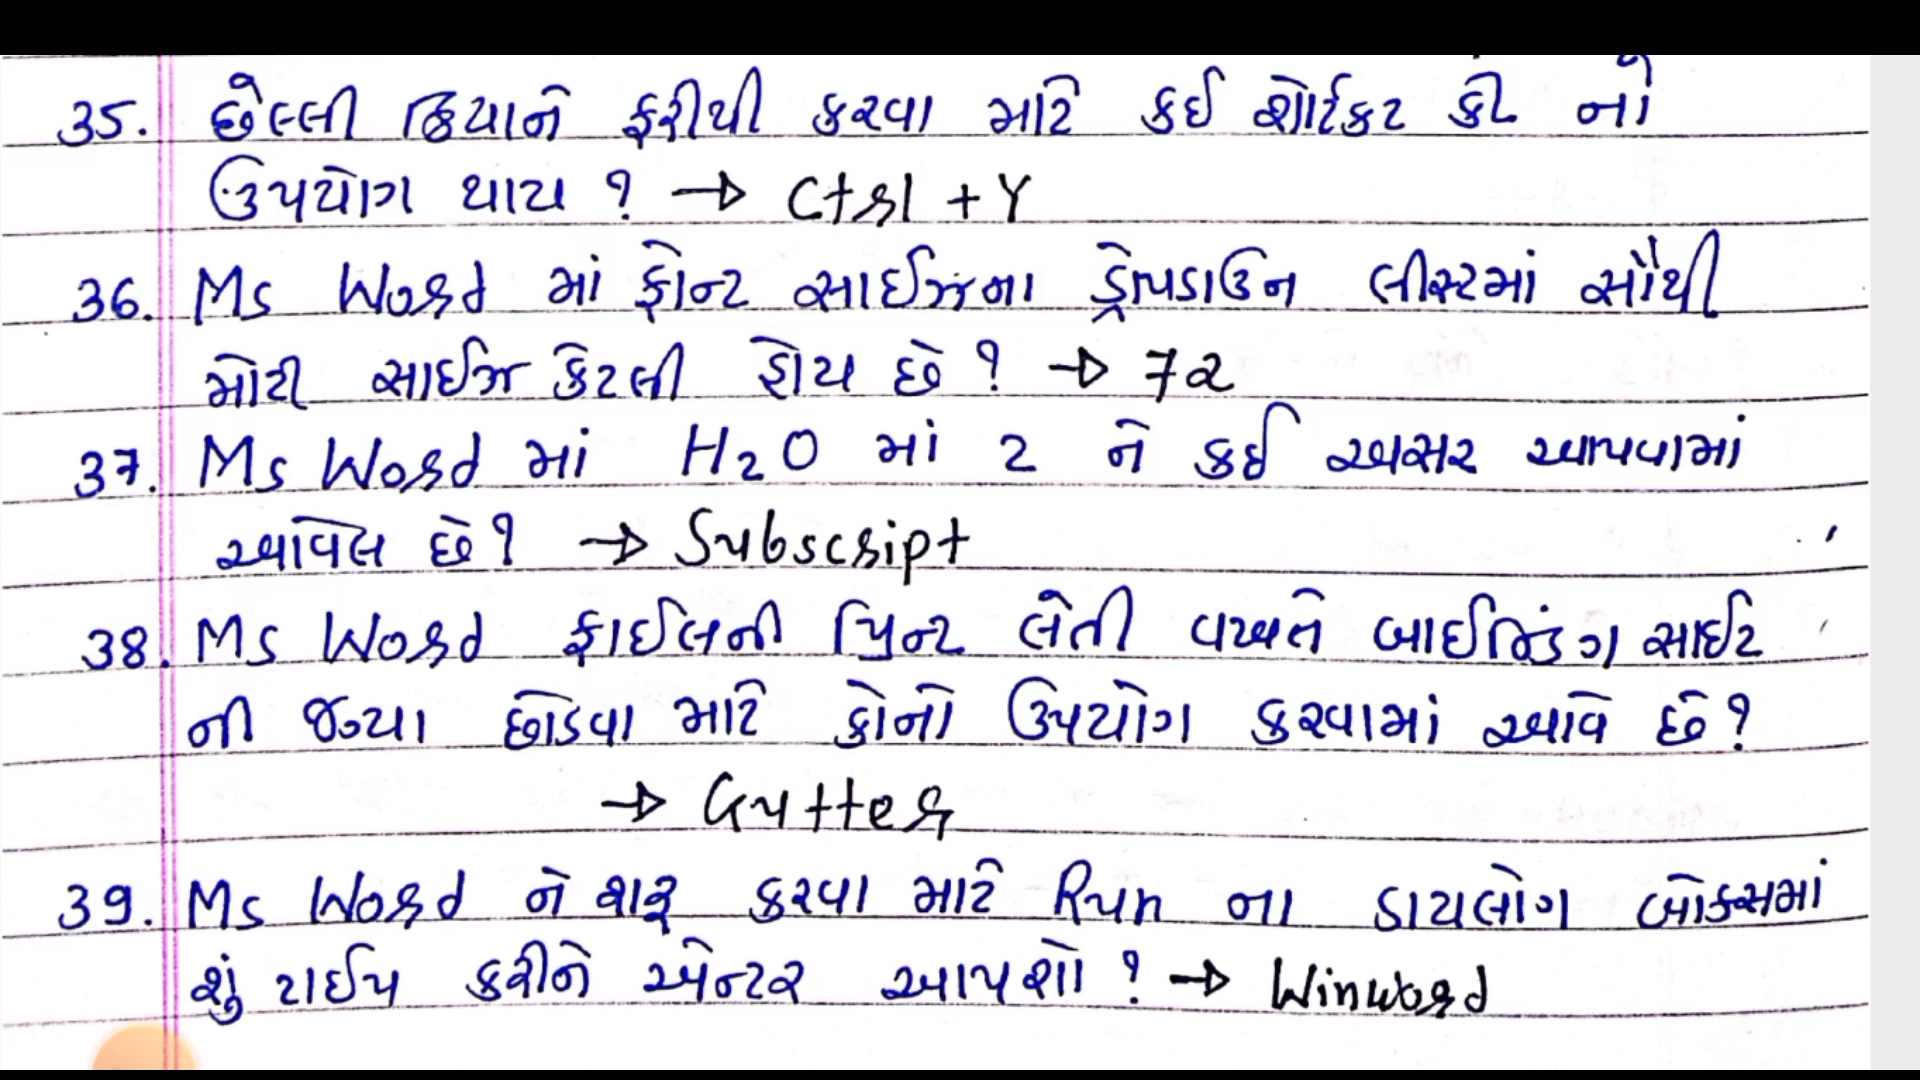 35. છેલ્લી ક્રિયાને ફરીથી કરવા માટે કઈ શોર્ટકટ કી નો
ઉપયોગ થાય ? → Ctrl + Y
36. Ms Word માં ફોન્ટ સાઈઝના ડ્રોપડાઉન લીસ્ટમાં સૌથી
મોટી સાઈઝ કેટલી હોય છે ? → 72
37. Ms Word માં H₂O માં 2 ને કઈ અસર આપવામાં
આવેલ છે ? → Subscript
38. Ms Word ફાઈલની પ્રિન્ટ લેતી વખતે બાઈન્ડિંગ સાઈટ
ની જગ્યા છોડવા માટે કોનો ઉપયોગ કરવામાં આવે છે ?
→ Gutter
39. Ms Word ને શરૂ કરવા માટે Run ના ડાયલોગ બોક્સમાં
શું ટાઈપ કરીને એન્ટર આપશો ? → Winword